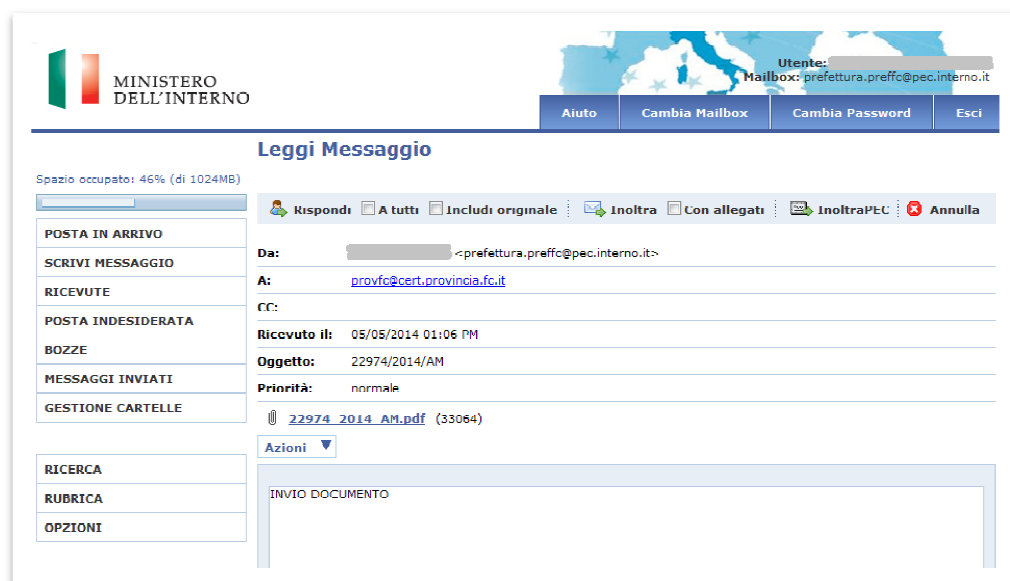 MINISTERO
DELL'INTERNO
Utente:
Mailbox: prefettura.preffc@pec.interno.it
Aiuto
Cambia Mailbox
Cambia Password
Esci
Leggi Messaggio
Spazio occupato: 46% (di 1024MB)
Rispondi A tutti Includi originale Inoltra Con allegati InoltraPEC Annulla
POSTA IN ARRIVO
SCRIVI MESSAGGIO
RICEVUTE
POSTA INDESIDERATA
BOZZE
MESSAGGI INVIATI
GESTIONE CARTELLE
RICERCA
RUBRICA
OPZIONI
Da: <prefettura.preffc@pec.interno.it>
A: provfc@cert.provincia.fc.it
CC:
Ricevuto il: 05/05/2014 01:06 PM
Oggetto: 22974/2014/AM
Priorità: normale
22974_2014_AM.pdf (33064)
Azioni
INVIO DOCUMENTO